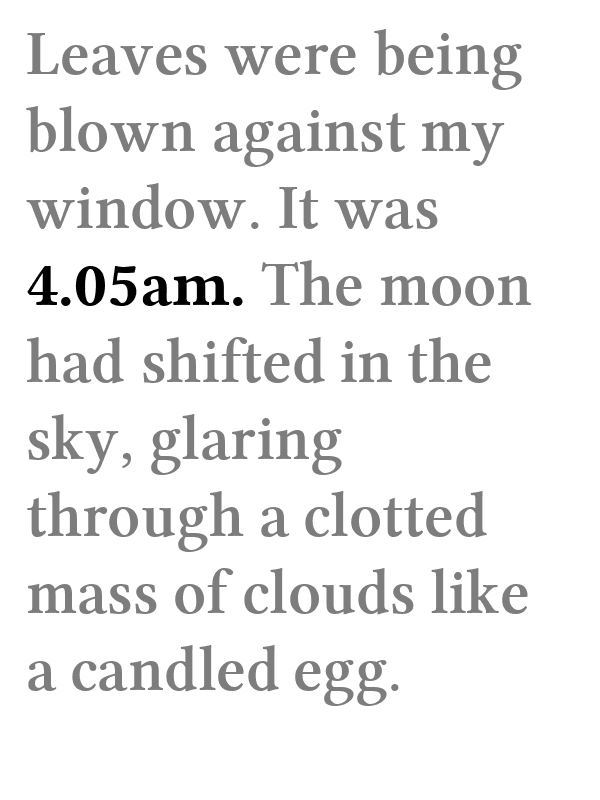 Leaves were being
blown against my
window. It was
4.05am. The moon
had shifted in the
sky, glaring
through a clotted
mass of clouds like
a candled egg.